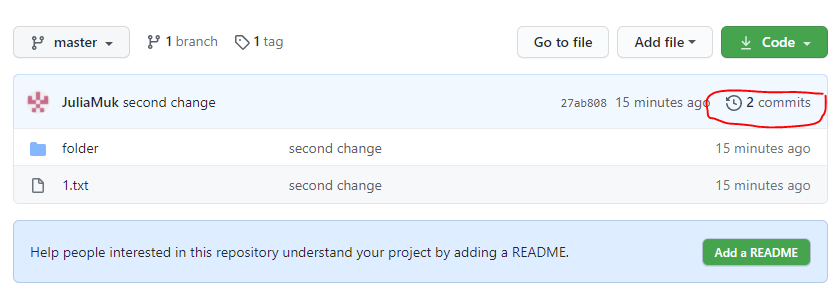 master 1 branch 1 tag Go to file Add file Code
JuliaMuk second change 27ab808 15 minutes ago 2 commits
folder second change 15 minutes ago
1.txt second change 15 minutes ago
Help people interested in this repository understand your project by adding a README. Add a README